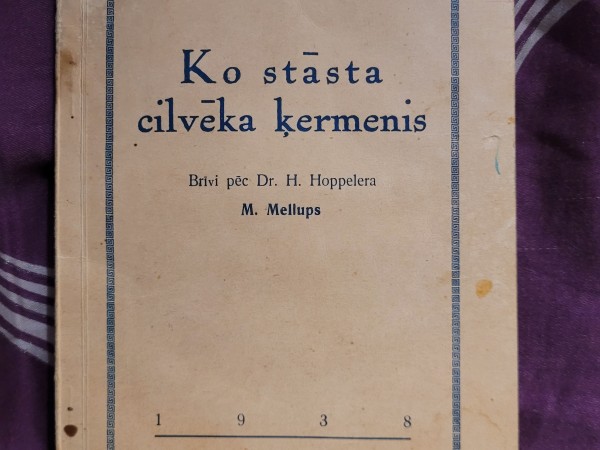 Ko stāsta
cilvēka ķermenis
Brīvi pēc Dr. H. Hoppelera
M. Mellups
1 9 3 8